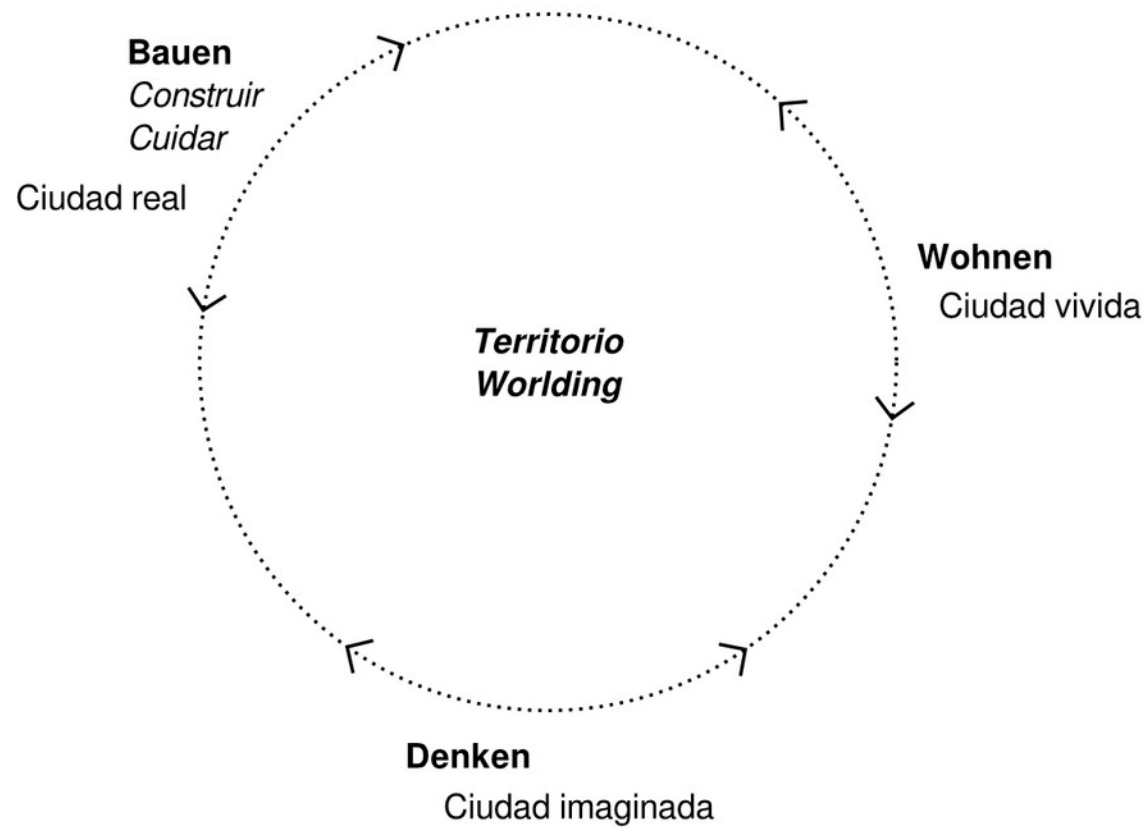 Bauen
Construir
Cuidar
Ciudad real
Wohnen
Ciudad vivida
Territorio
Worlding
Denken
Ciudad imaginada